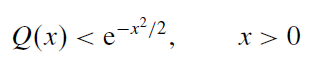 Q(x) < e^{-x^2/2}, x > 0